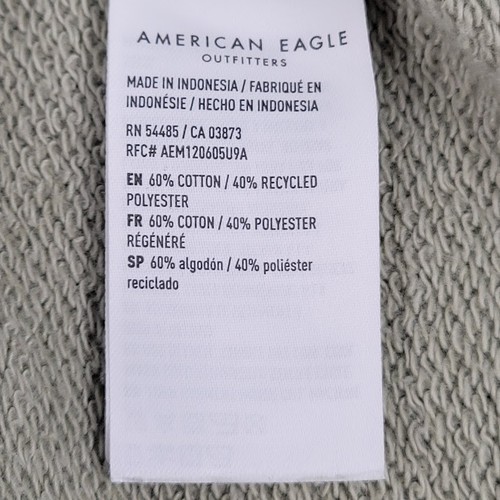 AMERICAN EAGLE
OUTFITTERS
MADE IN INDONESIA / FABRIQUÉ EN
INDONÉSIE / HECHO EN INDONESIA
RN 54485 / CA 03873
RFC# AEM120605U9A
EN 60% COTTON / 40% RECYCLED
POLYESTER
FR 60% COTON / 40% POLYESTER
RÉGÉNÉRÉ
SP 60% algodón / 40% poliéster
reciclado